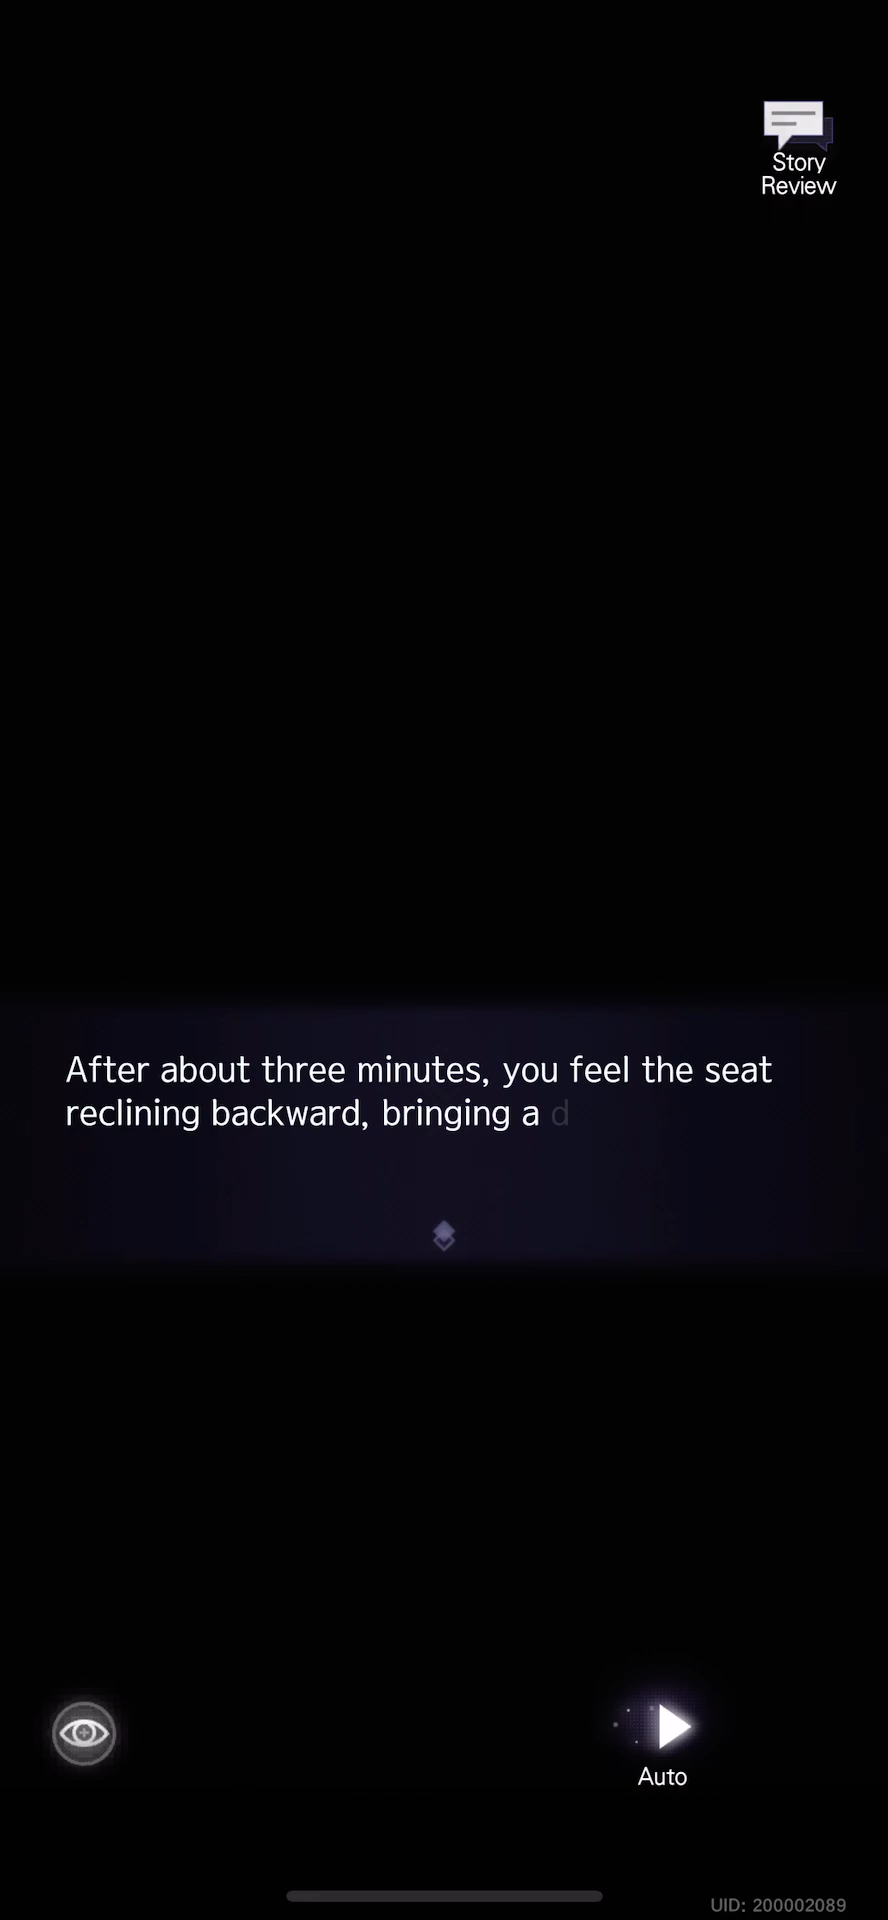 Story
Review
After about three minutes, you feel the seat
reclining backward, bringing a d
Auto
UID: 200002089